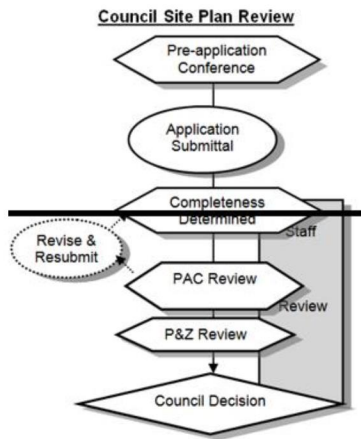 Council Site Plan Review
Pre-application
Conference
Application
Submittal
Completeness
Determined
Staff
Revise &
Resubmit
PAC Review
Review
P&Z Review
Council Decision